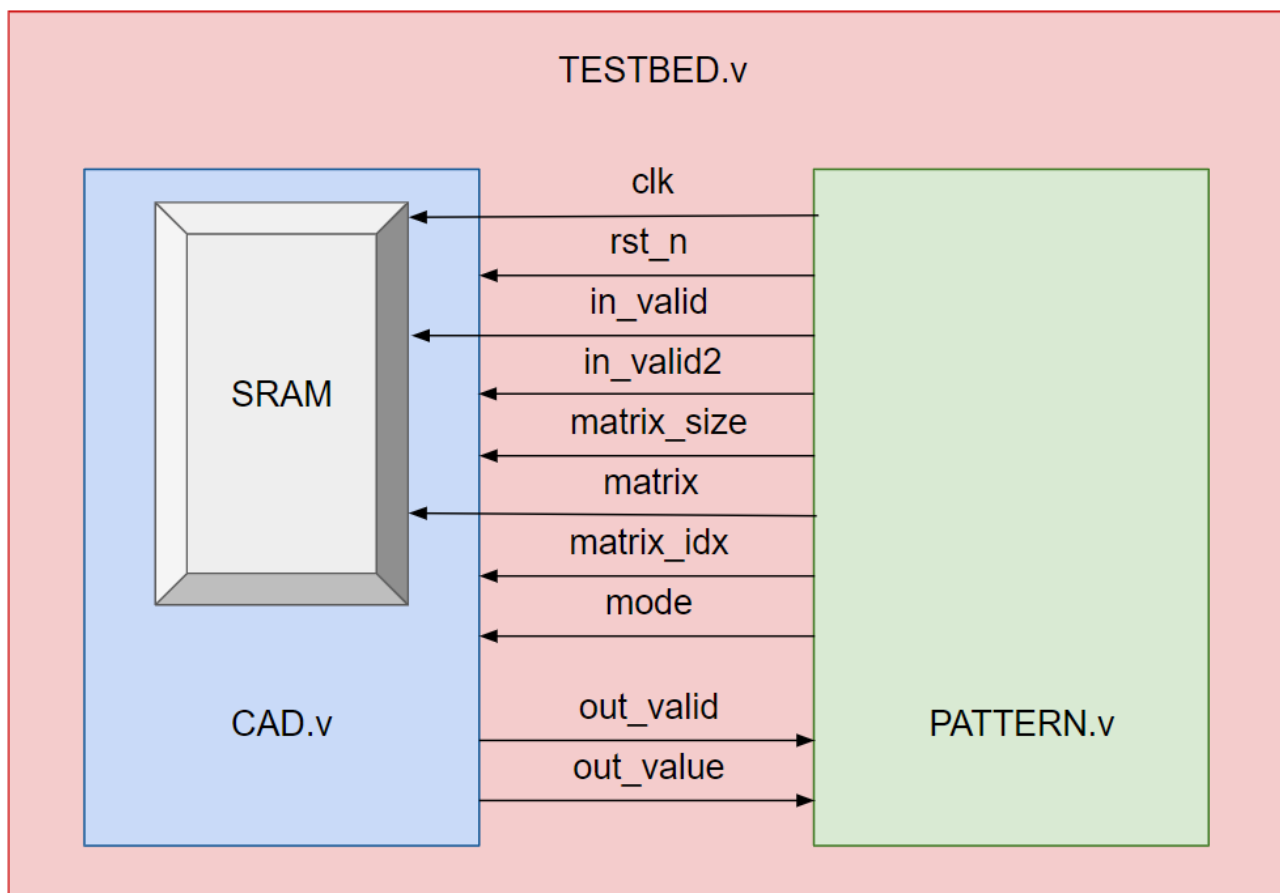 TESTBED.v
clk
rst_n
in_valid
in_valid2
matrix_size
matrix
matrix_idx
mode
out_valid
out_value
SRAM
CAD.v
PATTERN.v